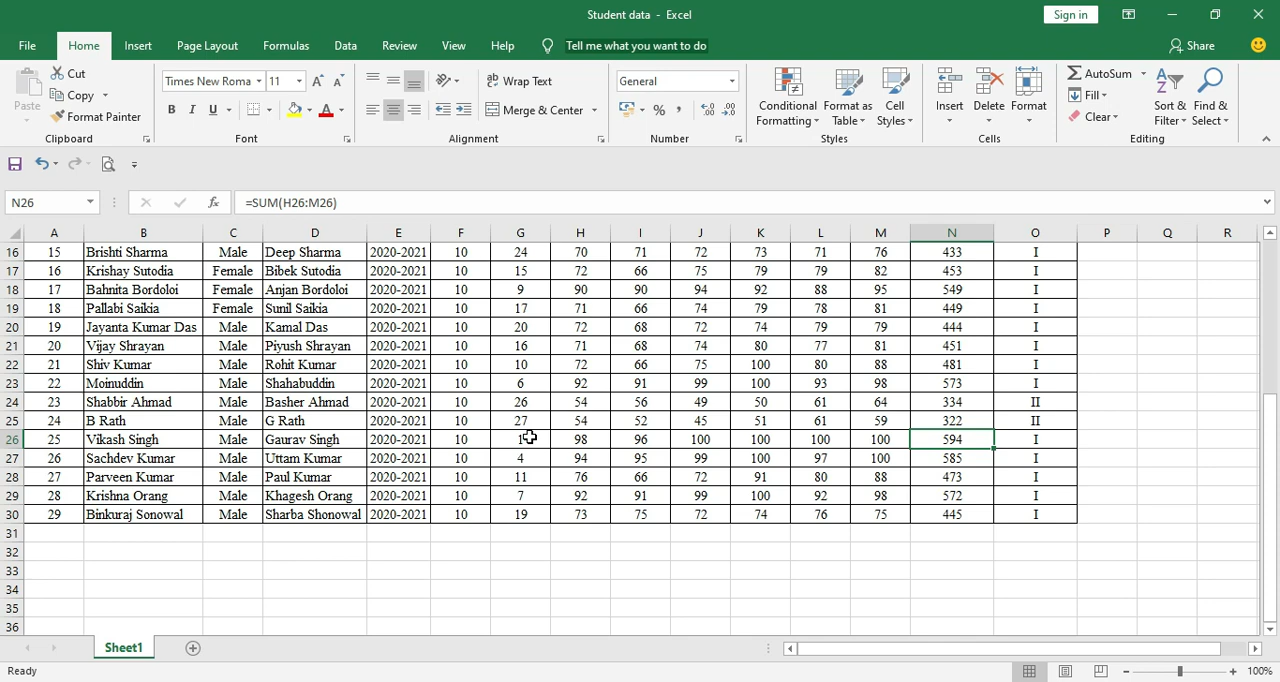 Student data - Excel
Sign in
File Home Insert Page Layout Formulas Data Review View Help Tell me what you want to do Share
Paste
Cut
Copy
Format Painter
Clipboard
Times New Roma 11
B I U
Font
Wrap Text
Merge & Center
Alignment
General
Number
Conditional Formatting
Format as Table
Cell Styles
Styles
Insert Delete Format
Cells
AutoSum
Fill
Clear
Sort & Filter
Find & Select
Editing
N26 fx =SUM(H26:M26)
A B C D E F G H I J K L M N O P Q R
16 15 Brishti Sharma Male Deep Sharma 2020-2021 10 24 70 71 72 73 71 76 433 I
17 16 Krishay Sutodia Female Bibek Sutodia 2020-2021 10 15 72 66 75 79 79 82 453 I
18 17 Bahnita Bordoloi Female Anjan Bordoloi 2020-2021 10 9 90 90 94 92 88 95 549 I
19 18 Pallabi Saikia Female Sunil Saikia 2020-2021 10 17 71 66 74 79 78 81 449 I
20 19 Jayanta Kumar Das Male Kamal Das 2020-2021 10 20 72 68 72 74 79 79 444 I
21 20 Vijay Shrayan Male Piyush Shrayan 2020-2021 10 16 71 68 74 80 77 81 451 I
22 21 Shiv Kumar Male Rohit Kumar 2020-2021 10 10 72 66 75 100 80 88 481 I
23 22 Moinuddin Male Shahabuddin 2020-2021 10 6 92 91 99 100 93 98 573 I
24 23 Shabbir Ahmad Male Basher Ahmad 2020-2021 10 26 54 56 49 50 61 64 334 II
25 24 B Rath Male G Rath 2020-2021 10 27 54 52 45 51 61 59 322 II
26 25 Vikash Singh Male Gaurav Singh 2020-2021 10 1 98 96 100 100 100 100 594 I
27 26 Sachdev Kumar Male Uttam Kumar 2020-2021 10 4 94 95 99 100 97 100 585 I
28 27 Parveen Kumar Male Paul Kumar 2020-2021 10 11 76 66 72 91 80 88 473 I
29 28 Krishna Orang Male Khagesh Orang 2020-2021 10 7 92 91 99 100 92 98 572 I
30 29 Binkuraj Sonowal Male Sharba Shonowal 2020-2021 10 19 73 75 72 74 76 75 445 I
31
32
33
34
35
36
Sheet1
Ready 100%